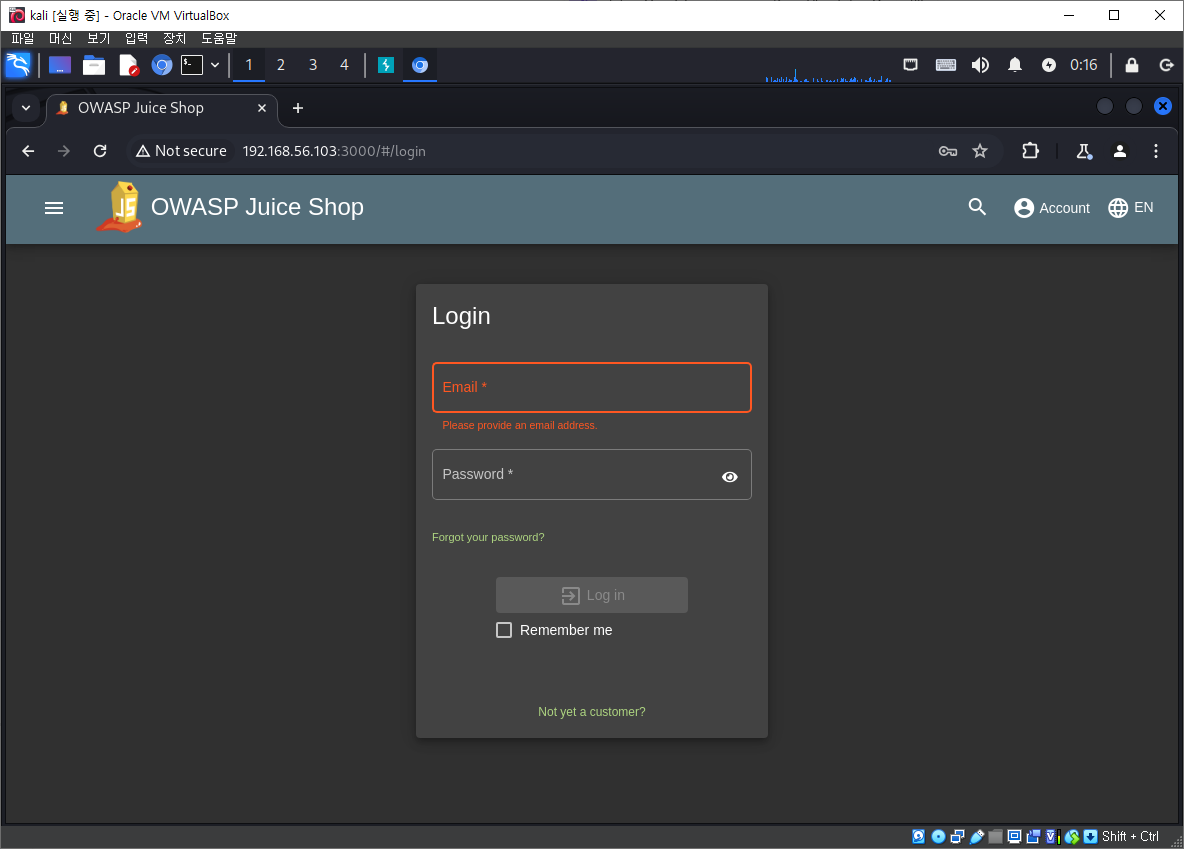 kali [실행 중] - Oracle VM VirtualBox
파일 머신 보기 입력 장치 도움말
1 2 3 4 0:16
OWASP Juice Shop
Not secure 192.168.56.103:3000/#/login
JS OWASP Juice Shop Account EN
Login
Email *
Please provide an email address.
Password *
Forgot your password?
Log in
Remember me
Not yet a customer?
Shift + Ctrl